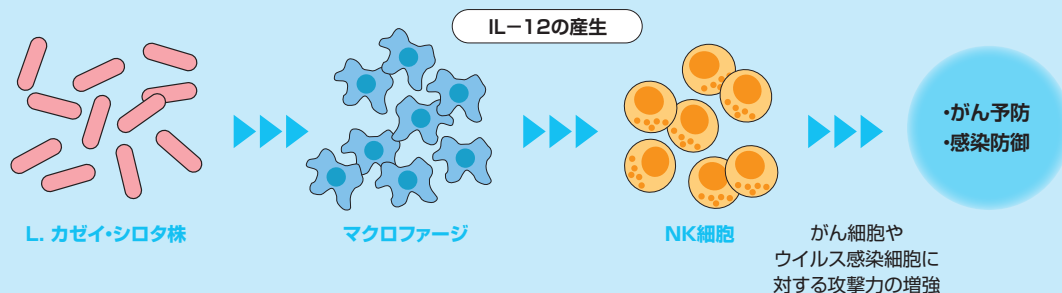 IL−12の産生
L. カゼイ・シロタ株
マクロファージ
NK細胞
がん細胞や
ウイルス感染細胞に
対する攻撃力の増強
・がん予防
・感染防御